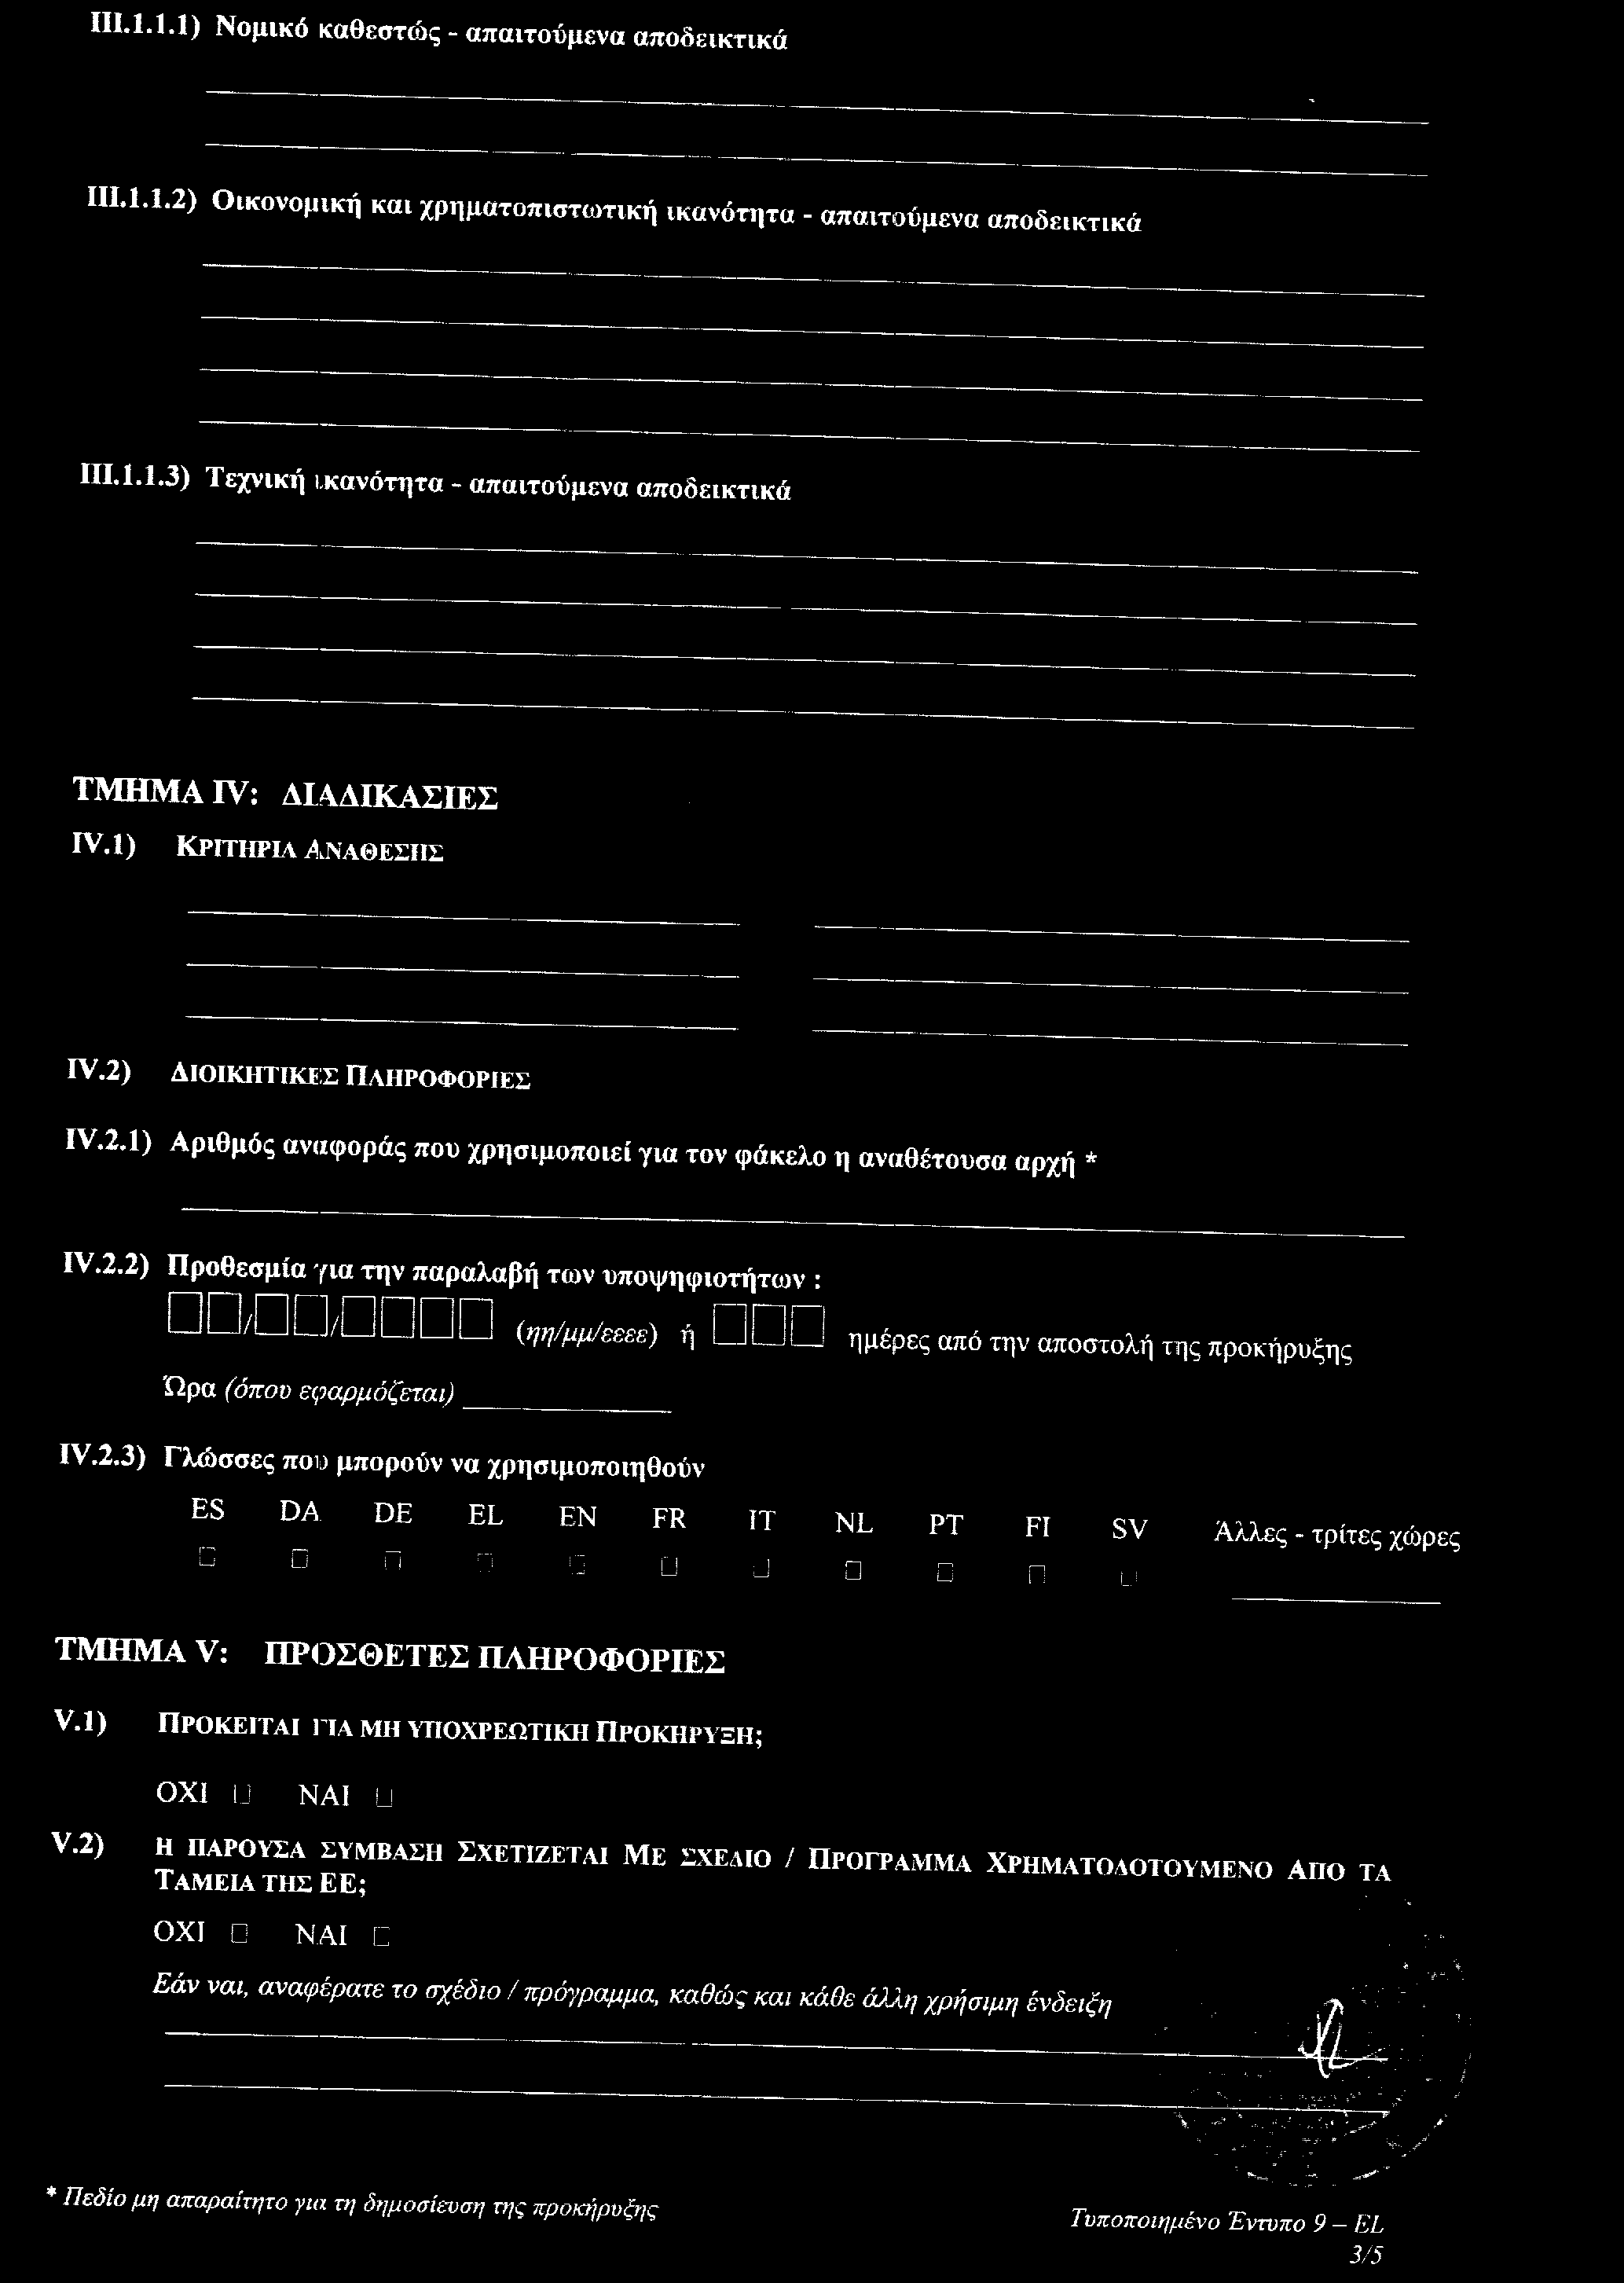 III.1.1.1) Νομικό καθεστώς - απαιτούμενα αποδεικτικά
III.1.1.2) Οικονομική και χρηματοπιστωτική ικανότητα - απαιτούμενα αποδεικτικά
III.1.1.3) Τεχνική ικανότητα - απαιτούμενα αποδεικτικά
ΤΜΗΜΑ IV: ΔΙΑΔΙΚΑΣΙΕΣ
IV.1) ΚΡΙΤΗΡΙΑ ΑΝΑΘΕΣΗΣ
IV.2) ΔΙΟΙΚΗΤΙΚΕΣ ΠΛΗΡΟΦΟΡΙΕΣ
IV.2.1) Αριθμός αναφοράς που χρησιμοποιεί για τον φάκελο η αναθέτουσα αρχή *
IV.2.2) Προθεσμία για την παραλαβή των υποψηφιοτήτων :
□□/□□/□□□□ (ηη/μμ/εεεε) ή □□□ ημέρες από την αποστολή της προκήρυξης
Ώρα (όπου εφαρμόζεται)
IV.2.3) Γλώσσες που μπορούν να χρησιμοποιηθούν
ES DA DE EL EN FR IT NL PT FI SV Άλλες - τρίτες χώρες
□ □ □ □ □ □ □ □ □ □ □
ΤΜΗΜΑ V: ΠΡΟΣΘΕΤΕΣ ΠΛΗΡΟΦΟΡΙΕΣ
V.1) ΠΡΟΚΕΙΤΑΙ ΓΙΑ ΜΗ ΥΠΟΧΡΕΩΤΙΚΗ ΠΡΟΚΗΡΥΞΗ;
ΟΧΙ □ ΝΑΙ □
V.2) Η ΠΑΡΟΥΣΑ ΣΥΜΒΑΣΗ ΣΧΕΤΙΖΕΤΑΙ ΜΕ ΣΧΕΔΙΟ / ΠΡΟΓΡΑΜΜΑ ΧΡΗΜΑΤΟΔΟΤΟΥΜΕΝΟ ΑΠΟ ΤΑ
ΤΑΜΕΙΑ ΤΗΣ ΕΕ;
ΟΧΙ □ ΝΑΙ □
Εάν ναι, αναφέρατε το σχέδιο / πρόγραμμα, καθώς και κάθε άλλη χρήσιμη ένδειξη
* Πεδίο μη απαραίτητο για τη δημοσίευση της προκήρυξης
Τυποποιημένο Έντυπο 9 – EL
3/5